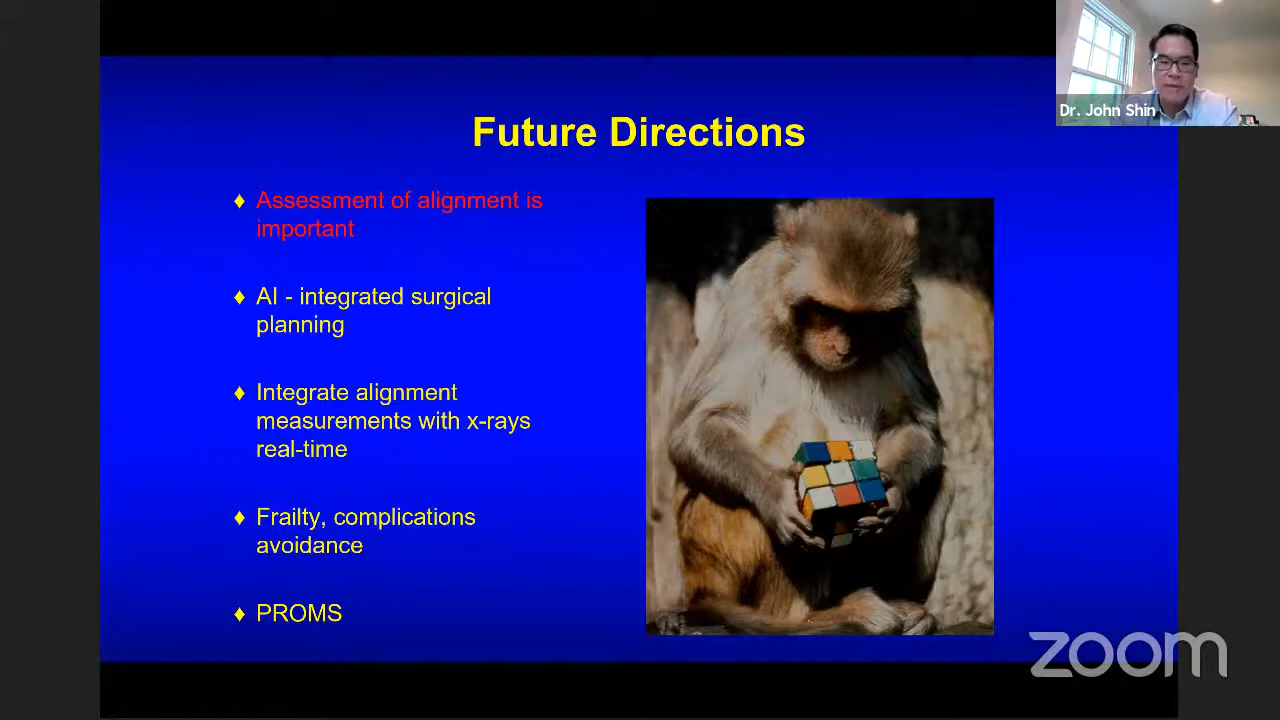 Dr. John Shin
Future Directions
♦ Assessment of alignment is
important
♦ AI - integrated surgical
planning
♦ Integrate alignment
measurements with x-rays
real-time
♦ Frailty, complications
avoidance
♦ PROMS
zoom